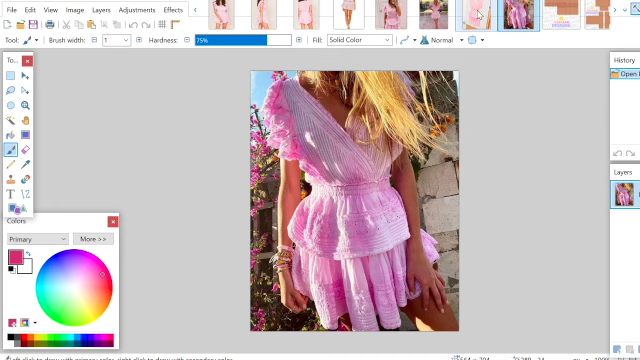 File Edit View Image Layers Adjustments Effects
Tool: Brush width: 1 Hardness: 75% Fill: Solid Color Normal
To...
History
Open I
Layers
Colors
Primary More >>